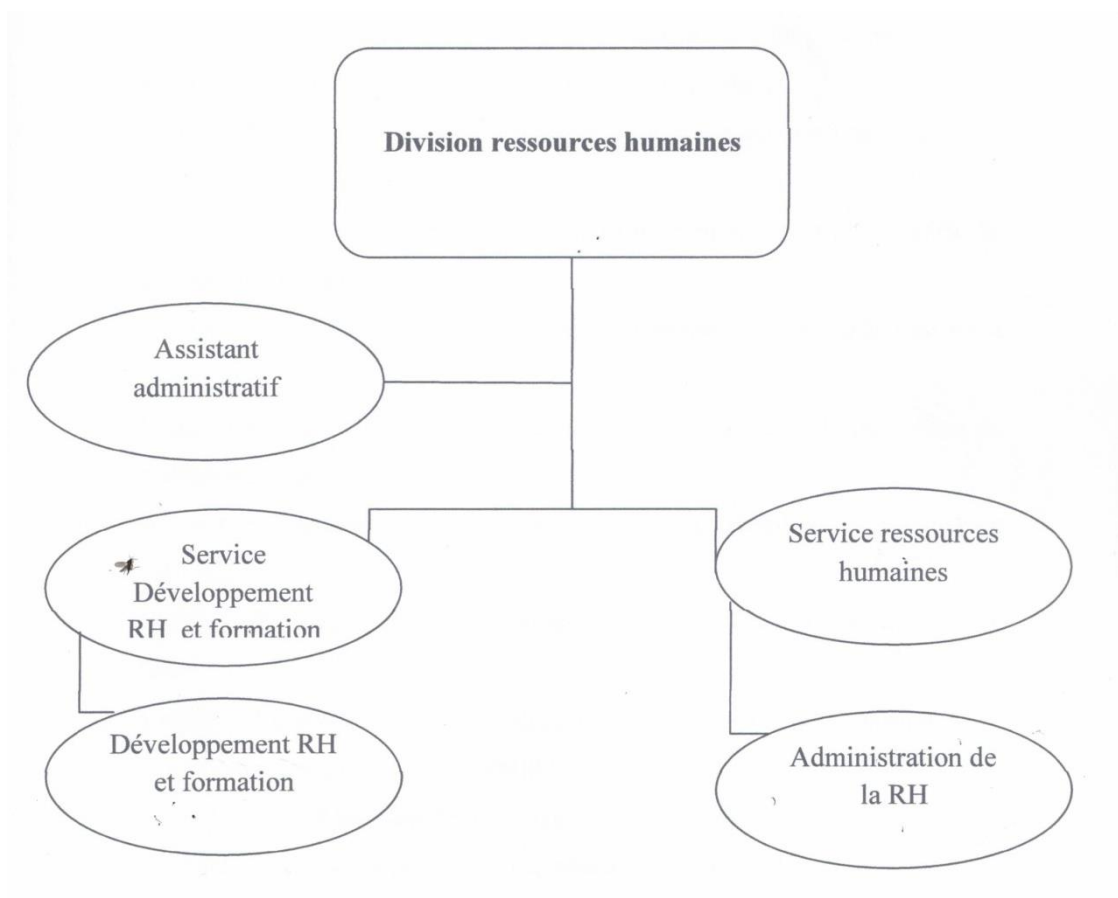 Division ressources humaines
Assistant
administratif
Service
Développement
RH et formation
Service ressources
humaines
Développement RH
et formation
Administration de
la RH